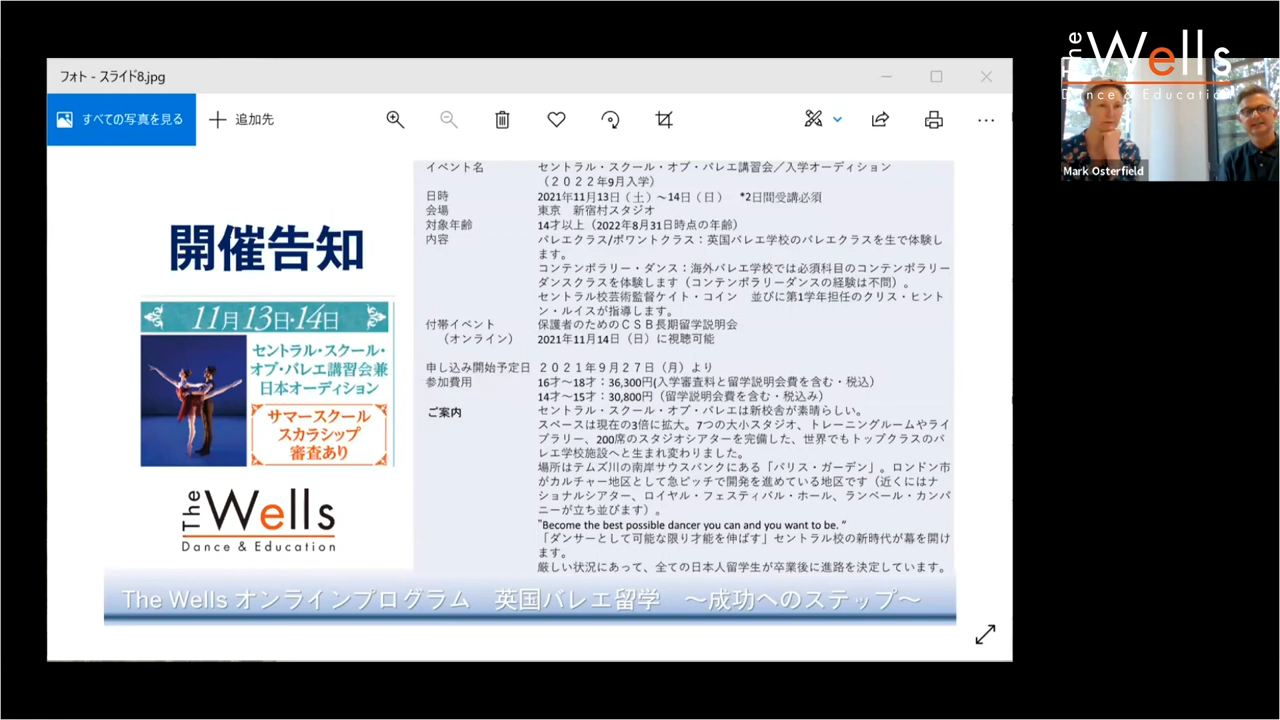 The Wells
Dance & Education
Mark Osterfield
フォト - スライド8.jpg
すべての写真を見る
追加先
開催告知
11月13日・14日
セントラル・スクール・
オブ・バレエ講習会兼
日本オーディション
サマースクール
スカラシップ
審査あり
The Wells
Dance & Education
イベント名 セントラル・スクール・オブ・バレエ講習会／入学オーディション
（２０２２年9月入学）
日時 2021年11月13日（土）～14日（日） *2日間受講必須
会場 東京 新宿村スタジオ
対象年齢 14才以上（2022年8月31日時点の年齢）
内容 バレエクラス/ポワントクラス：英国バレエ学校のバレエクラスを生で体験し
ます。
コンテンポラリー・ダンス：海外バレエ学校では必須科目のコンテンポラリー
ダンスクラスを体験します（コンテンポラリーダンスの経験は不問）。
セントラル校芸術監督ケイト・コイン 並びに第1学年担任のクリス・ヒント
ン・ルイスが指導します。
付帯イベント 保護者のためのＣＳＢ長期留学説明会
（オンライン） 2021年11月14日（日）に視聴可能
申し込み開始予定日 ２０２１年９月２７日（月）より
参加費用 16才～18才：36,300円(入学審査料と留学説明会費を含む・税込）
14才～15才：30,800円（留学説明会費を含む・税込み）
ご案内 セントラル・スクール・オブ・バレエは新校舎が素晴らしい。
スペースは現在の3倍に拡大。7つの大小スタジオ、トレーニングルームやライ
ブラリー、200席のスタジオシアターを完備した、世界でもトップクラスのバ
レエ学校施設へと生まれ変わりました。
場所はテムズ川の南岸サウスバンクにある「パリス・ガーデン」。ロンドン市
がカルチャー地区として急ピッチで開発を進めている地区です（近くにはナ
ショナルシアター、ロイヤル・フェスティバル・ホール、ランベール・カンパ
ニーが立ち並びます）。
"Become the best possible dancer you can and you want to be. “
「ダンサーとして可能な限り才能を伸ばす」セントラル校の新時代が幕を開け
ます。
厳しい状況にあって、全ての日本人留学生が卒業後に進路を決定しています。
The Wells オンラインプログラム 英国バレエ留学 ～成功へのステップ～